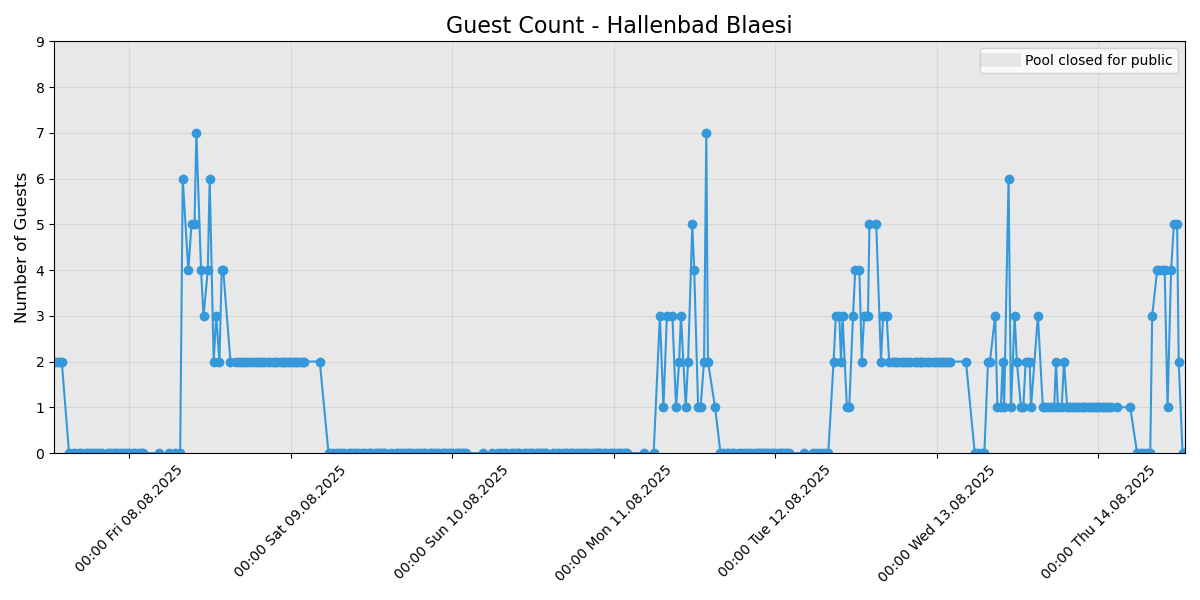 Guest Count - Hallenbad Blaesi
Pool closed for public
Number of Guests
9
8
7
6
5
4
3
2
1
0
00:00 Fri 08.08.2025
00:00 Sat 09.08.2025
00:00 Sun 10.08.2025
00:00 Mon 11.08.2025
00:00 Tue 12.08.2025
00:00 Wed 13.08.2025
00:00 Thu 14.08.2025